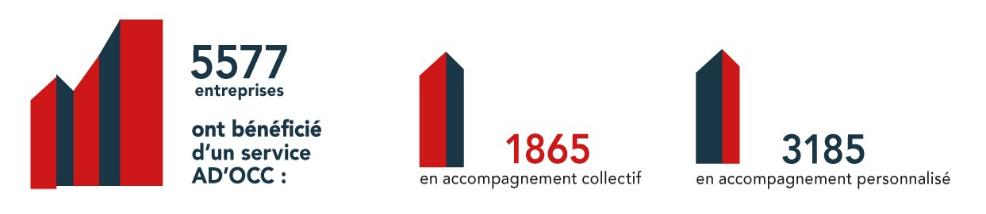 5577
entreprises
ont bénéficié
d'un service
AD'OCC :
1865
en accompagnement collectif
3185
en accompagnement personnalisé